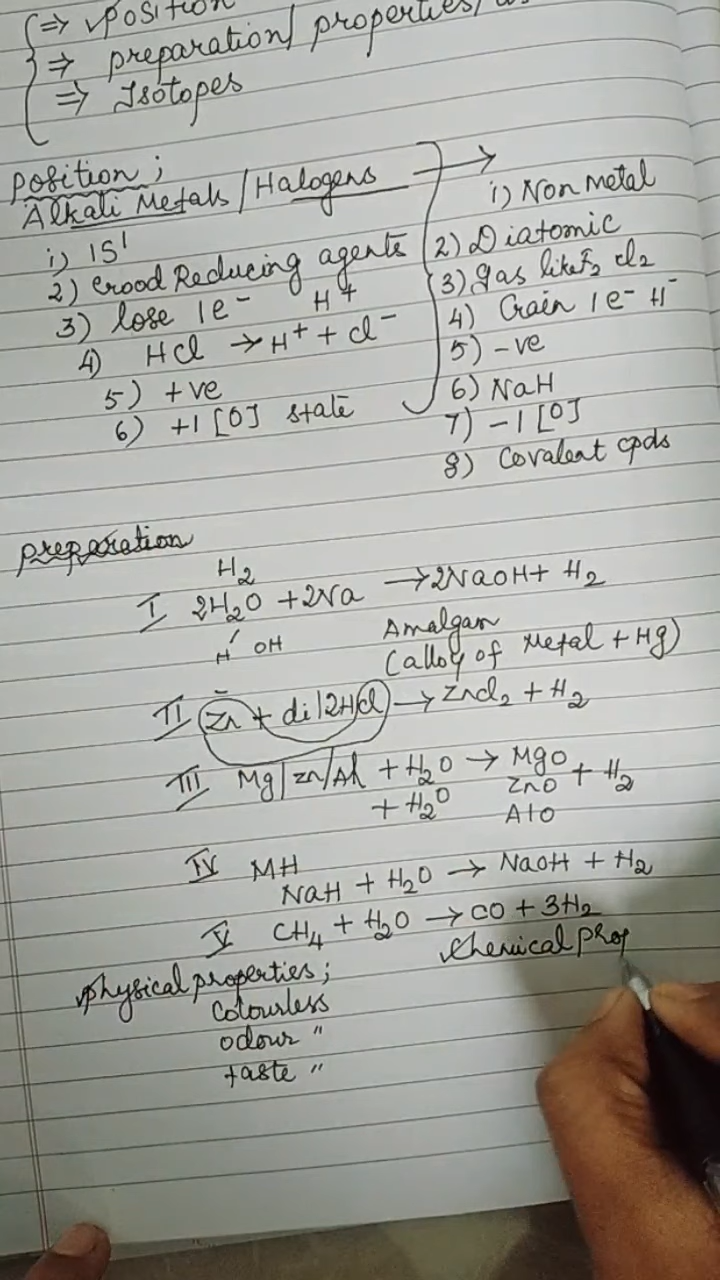 ⇒ Position
⇒ preparation/ properties/
⇒ Isotopes
Position ;
Alkali Metals / Halogens →
i) 1S¹
2) Good Reducing agents
3) lose 1e⁻ H⁺
4) HCl → H⁺ + Cl⁻
5) +ve
6) +1 [O] state
i) Non metal
2) Diatomic
3) gas like F₂ Cl₂
4) Gain 1e⁻ H⁻
5) -ve
6) NaH
7) -1 [O]
8) Covalent cpds
preparation
H₂
I 2H₂O + 2Na → 2NaOH + H₂
H OH
Amalgam
(alloy of metal + Hg)
II Zn + dil 2HCl → ZnCl₂ + H₂
III Mg/Zn/Al + H₂O → MgO
+ H₂O ZnO + H₂
AlO
IV MH
NaH + H₂O → NaOH + H₂
V CH₄ + H₂O → CO + 3H₂
Physical properties ;
Colourless
odour "
taste "
Chemical prop